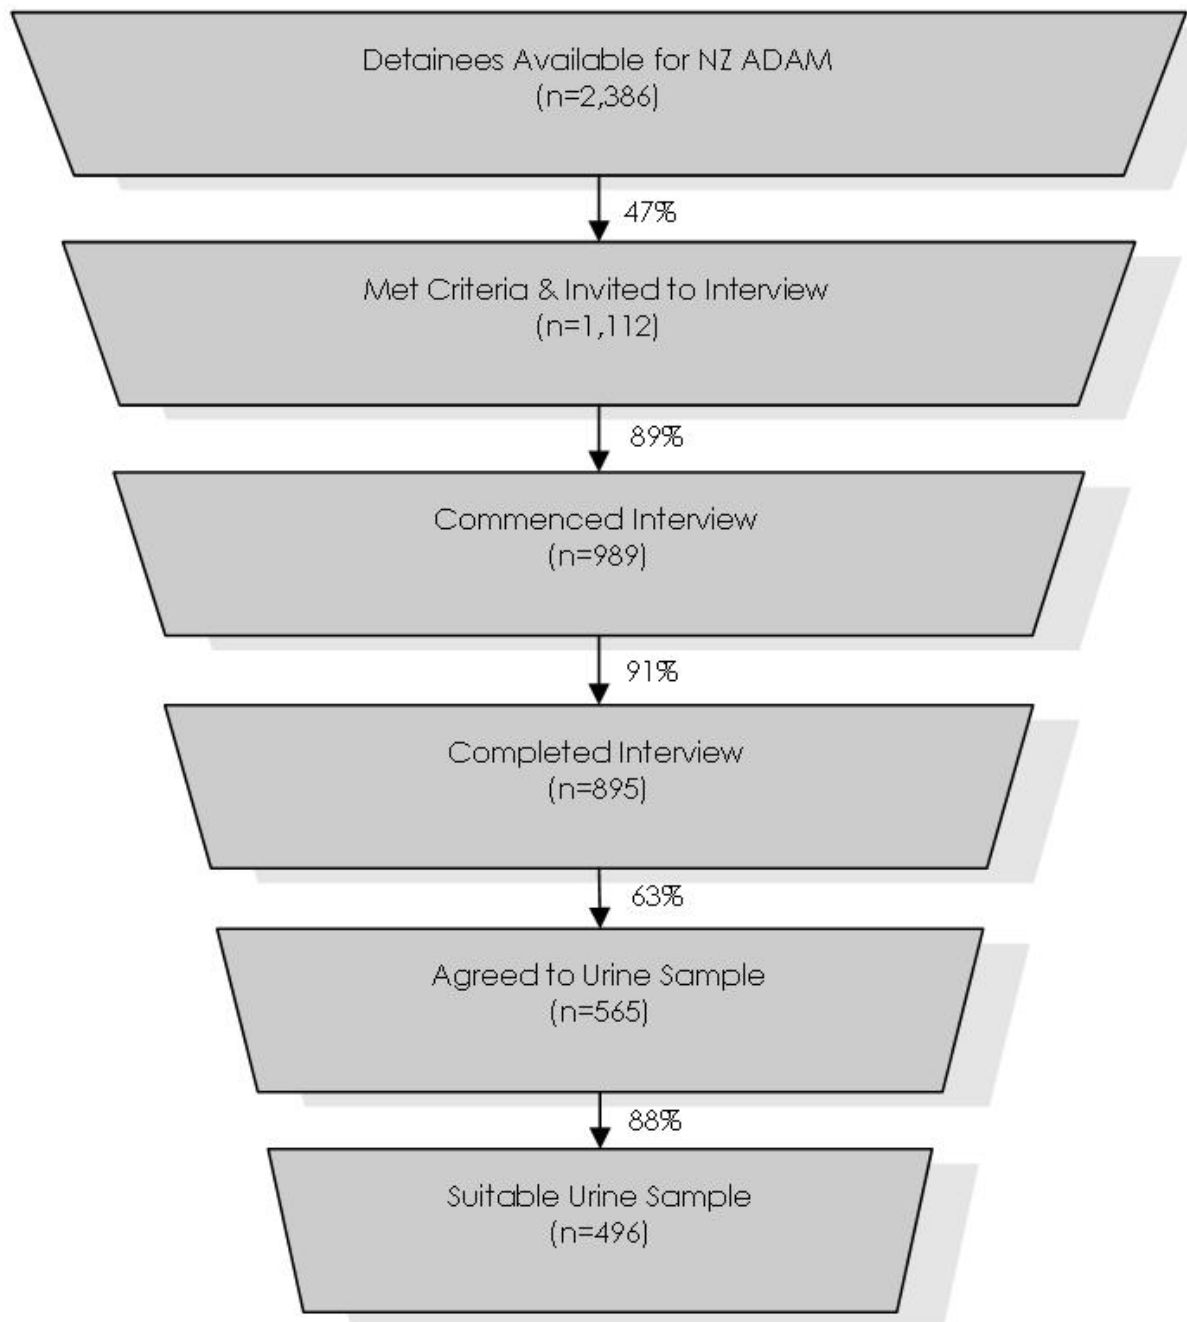 Detainees Available for NZ ADAM
(n=2,386)
47%
Met Criteria & Invited to Interview
(n=1,112)
89%
Commenced Interview
(n=989)
91%
Completed Interview
(n=895)
63%
Agreed to Urine Sample
(n=565)
88%
Suitable Urine Sample
(n=496)